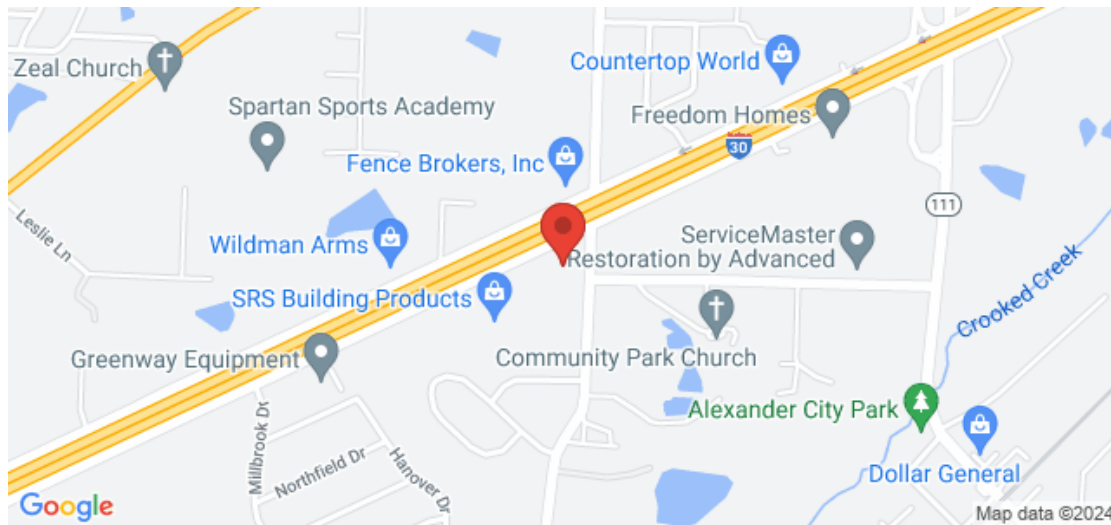 Zeal Church
Countertop World
Spartan Sports Academy
Freedom Homes
30
Fence Brokers, Inc
111
Leslie Ln
Wildman Arms
ServiceMaster
Restoration by Advanced
Crooked Creek
SRS Building Products
Greenway Equipment
Community Park Church
Millbrook Dr
Northfield Dr
Hanover Dr
Alexander City Park
Dollar General
Google
Map data ©2024